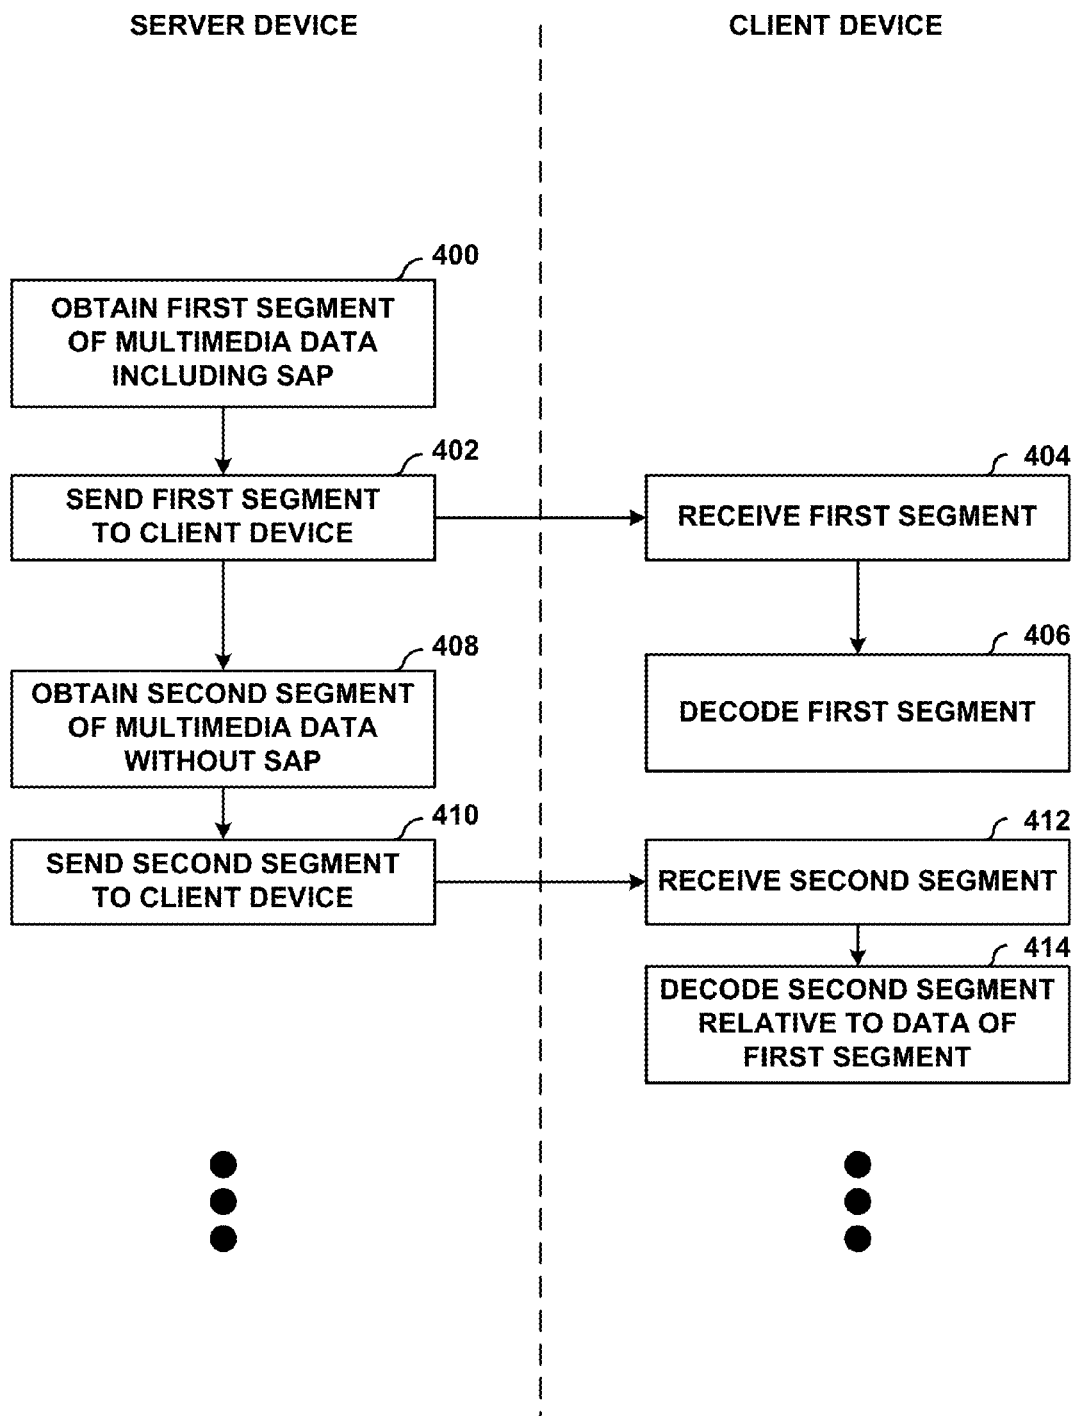 SERVER DEVICE
CLIENT DEVICE
400
OBTAIN FIRST SEGMENT
OF MULTIMEDIA DATA
INCLUDING SAP
402
SEND FIRST SEGMENT
TO CLIENT DEVICE
404
RECEIVE FIRST SEGMENT
406
DECODE FIRST SEGMENT
408
OBTAIN SECOND SEGMENT
OF MULTIMEDIA DATA
WITHOUT SAP
410
SEND SECOND SEGMENT
TO CLIENT DEVICE
412
RECEIVE SECOND SEGMENT
414
DECODE SECOND SEGMENT
RELATIVE TO DATA OF
FIRST SEGMENT